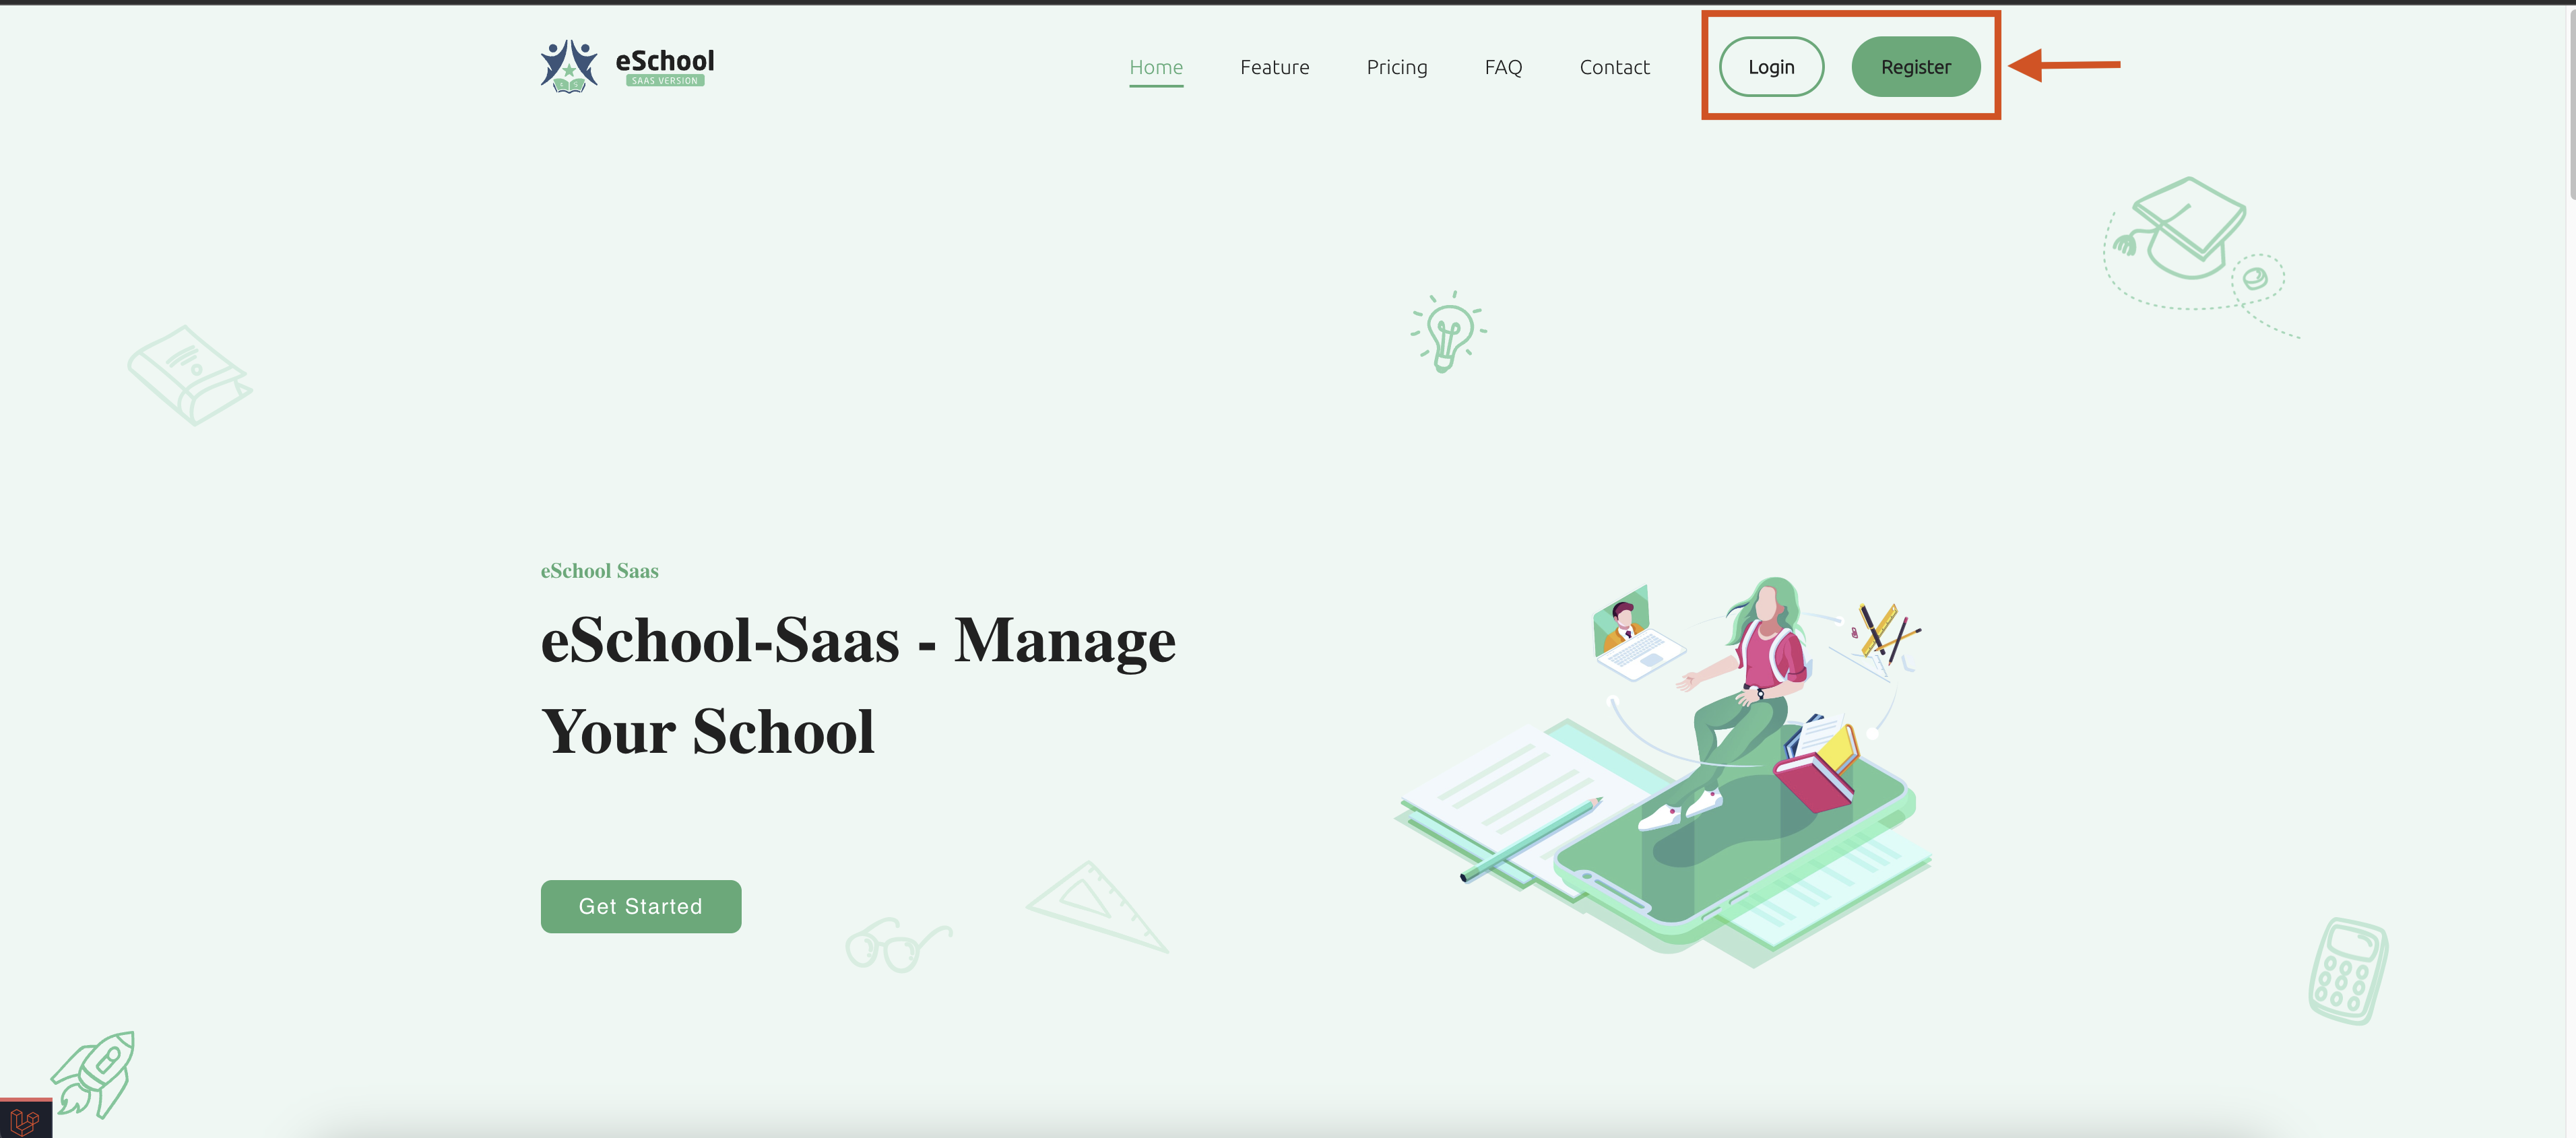 eSchool
SAAS VERSION
Home Feature Pricing FAQ Contact Login Register
eSchool Saas
eSchool-Saas - Manage
Your School
Get Started